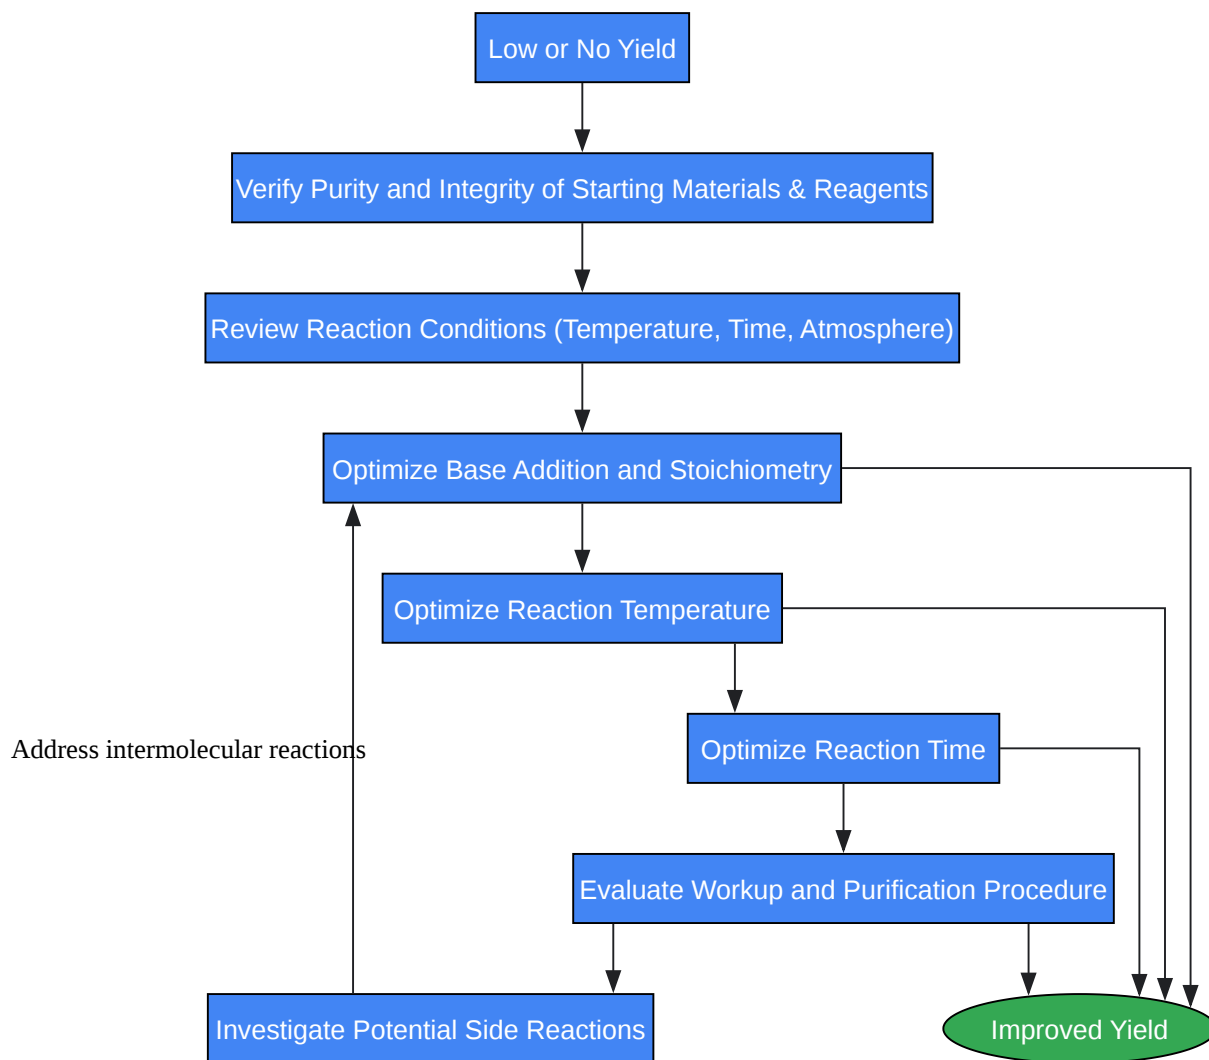 Low or No Yield
Verify Purity and Integrity of Starting Materials & Reagents
Review Reaction Conditions (Temperature, Time, Atmosphere)
Optimize Base Addition and Stoichiometry
Optimize Reaction Temperature
Address intermolecular reactions
Optimize Reaction Time
Evaluate Workup and Purification Procedure
Investigate Potential Side Reactions
Improved Yield